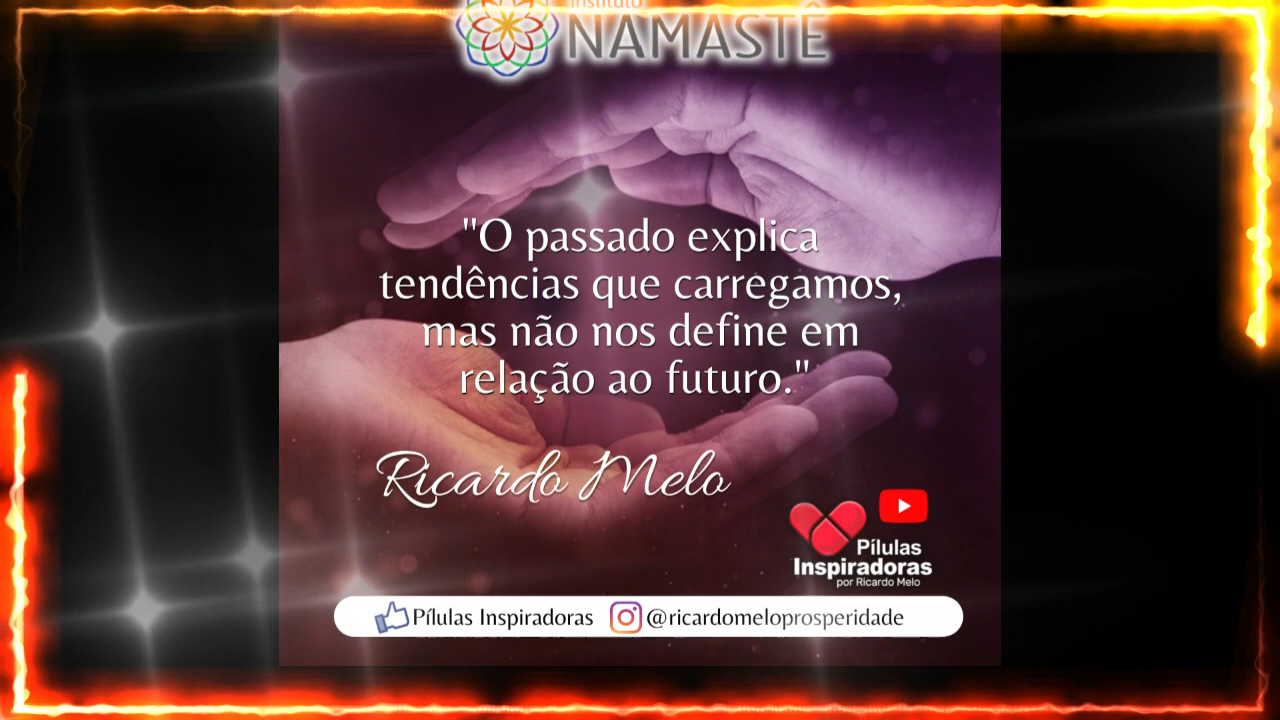 Instituto
NAMASTÊ
"O passado explica
tendências que carregamos,
mas não nos define em
relação ao futuro."
Ricardo Melo
Pílulas
Inspiradoras
por Ricardo Melo
Pílulas Inspiradoras @ricardomeloprosperidade